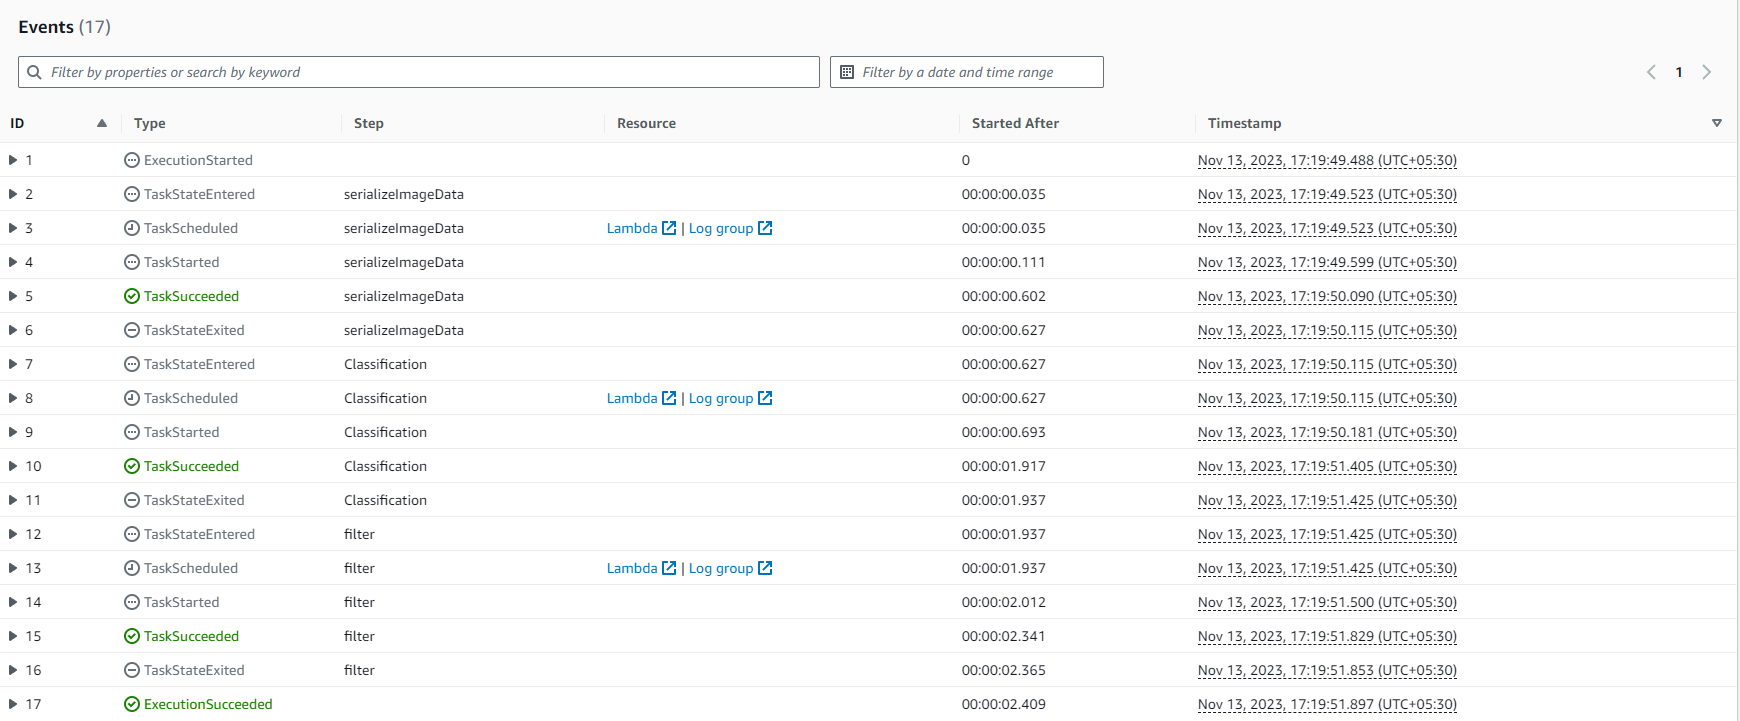 Events (17)
Filter by properties or search by keyword Filter by a date and time range 1
ID Type Step Resource Started After Timestamp
1 ExecutionStarted 0 Nov 13, 2023, 17:19:49.488 (UTC+05:30)
2 TaskStateEntered serializeImageData 00:00:00.035 Nov 13, 2023, 17:19:49.523 (UTC+05:30)
3 TaskScheduled serializeImageData Lambda | Log group 00:00:00.035 Nov 13, 2023, 17:19:49.523 (UTC+05:30)
4 TaskStarted serializeImageData 00:00:00.111 Nov 13, 2023, 17:19:49.599 (UTC+05:30)
5 TaskSucceeded serializeImageData 00:00:00.602 Nov 13, 2023, 17:19:50.090 (UTC+05:30)
6 TaskStateExited serializeImageData 00:00:00.627 Nov 13, 2023, 17:19:50.115 (UTC+05:30)
7 TaskStateEntered Classification 00:00:00.627 Nov 13, 2023, 17:19:50.115 (UTC+05:30)
8 TaskScheduled Classification Lambda | Log group 00:00:00.627 Nov 13, 2023, 17:19:50.115 (UTC+05:30)
9 TaskStarted Classification 00:00:00.693 Nov 13, 2023, 17:19:50.181 (UTC+05:30)
10 TaskSucceeded Classification 00:00:01.917 Nov 13, 2023, 17:19:51.405 (UTC+05:30)
11 TaskStateExited Classification 00:00:01.937 Nov 13, 2023, 17:19:51.425 (UTC+05:30)
12 TaskStateEntered filter 00:00:01.937 Nov 13, 2023, 17:19:51.425 (UTC+05:30)
13 TaskScheduled filter Lambda | Log group 00:00:01.937 Nov 13, 2023, 17:19:51.425 (UTC+05:30)
14 TaskStarted filter 00:00:02.012 Nov 13, 2023, 17:19:51.500 (UTC+05:30)
15 TaskSucceeded filter 00:00:02.341 Nov 13, 2023, 17:19:51.829 (UTC+05:30)
16 TaskStateExited filter 00:00:02.365 Nov 13, 2023, 17:19:51.853 (UTC+05:30)
17 ExecutionSucceeded 00:00:02.409 Nov 13, 2023, 17:19:51.897 (UTC+05:30)